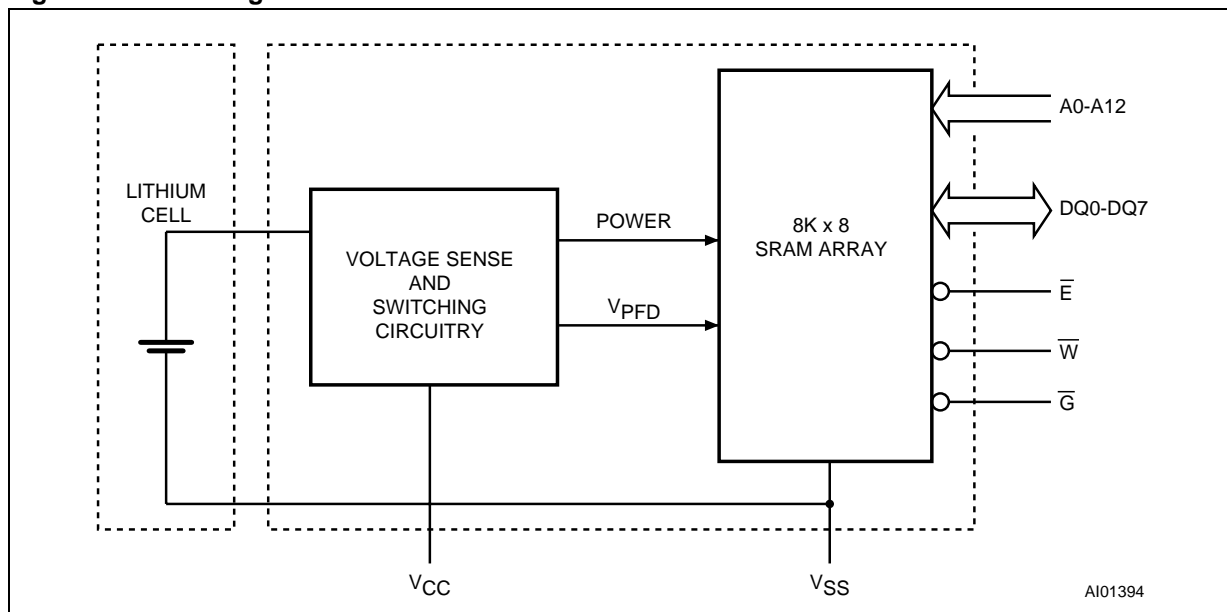 LITHIUM
CELL
VOLTAGE SENSE
AND
SWITCHING
CIRCUITRY
POWER
VPFD
8K x 8
SRAM ARRAY
A0-A12
DQ0-DQ7
E̅
W̅
G̅
VCC
VSS
AI01394